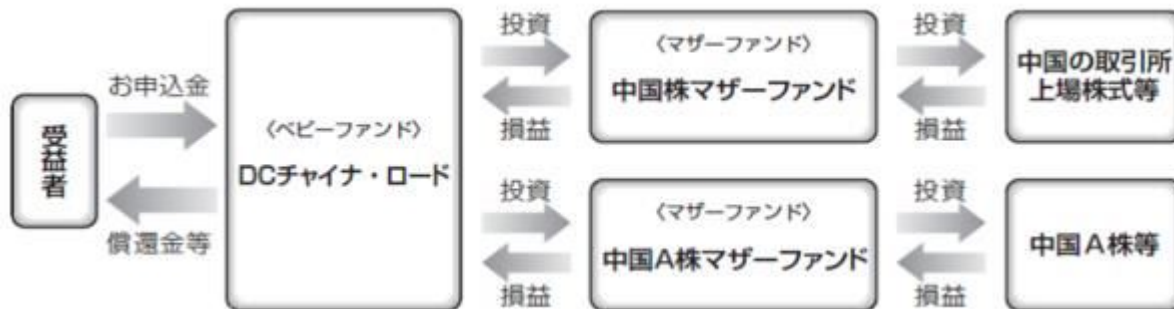 受益者
お申込金
償還金等
〈ベビーファンド〉
DCチャイナ・ロード
投資
損益
〈マザーファンド〉
中国株マザーファンド
投資
損益
中国の取引所
上場株式等
投資
損益
〈マザーファンド〉
中国A株マザーファンド
投資
損益
中国A株等